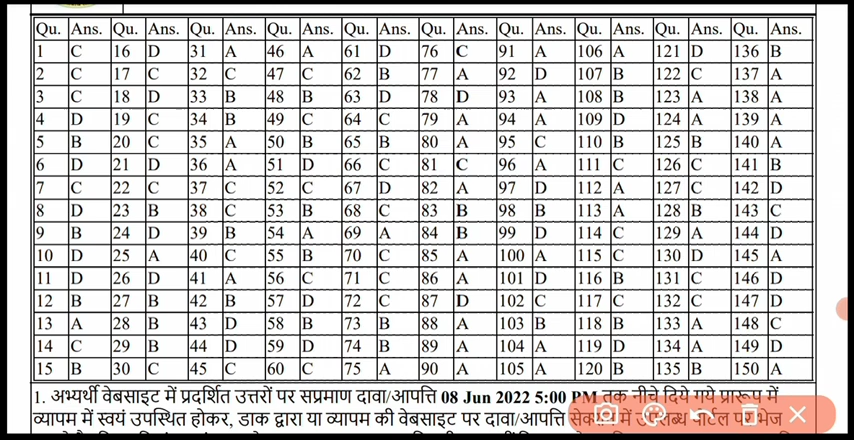 Qu. Ans. Qu. Ans. Qu. Ans. Qu. Ans. Qu. Ans. Qu. Ans. Qu. Ans. Qu. Ans. Qu. Ans. Qu. Ans.
1 C 16 D 31 A 46 A 61 D 76 C 91 A 106 A 121 D 136 B
2 C 17 C 32 C 47 C 62 B 77 A 92 D 107 B 122 C 137 A
3 C 18 D 33 B 48 B 63 D 78 D 93 A 108 B 123 A 138 A
4 D 19 C 34 B 49 C 64 C 79 A 94 A 109 D 124 A 139 A
5 B 20 C 35 A 50 B 65 B 80 A 95 C 110 B 125 B 140 A
6 D 21 D 36 A 51 D 66 C 81 C 96 A 111 C 126 C 141 B
7 C 22 C 37 C 52 C 67 D 82 A 97 D 112 A 127 C 142 D
8 D 23 B 38 C 53 B 68 C 83 B 98 B 113 A 128 B 143 C
9 B 24 D 39 B 54 A 69 A 84 B 99 D 114 C 129 A 144 D
10 D 25 A 40 C 55 B 70 C 85 A 100 A 115 C 130 D 145 A
11 D 26 D 41 A 56 C 71 C 86 A 101 D 116 B 131 C 146 D
12 B 27 B 42 B 57 D 72 C 87 D 102 C 117 C 132 C 147 D
13 A 28 B 43 D 58 B 73 B 88 A 103 B 118 B 133 A 148 C
14 C 29 B 44 D 59 D 74 B 89 A 104 A 119 D 134 A 149 D
15 B 30 C 45 C 60 C 75 A 90 A 105 A 120 B 135 B 150 A
1. अभ्यर्थी वेबसाइट में प्रदर्शित उत्तरों पर सप्रमाण दावा/आपत्ति 08 Jun 2022 5:00 PM तक नीचे दिये गये प्रारूप में
व्यापम में स्वयं उपस्थित होकर, डाक द्वारा या व्यापम की वेबसाइट पर दावा/आपत्ति में पोर्टल पर भेज